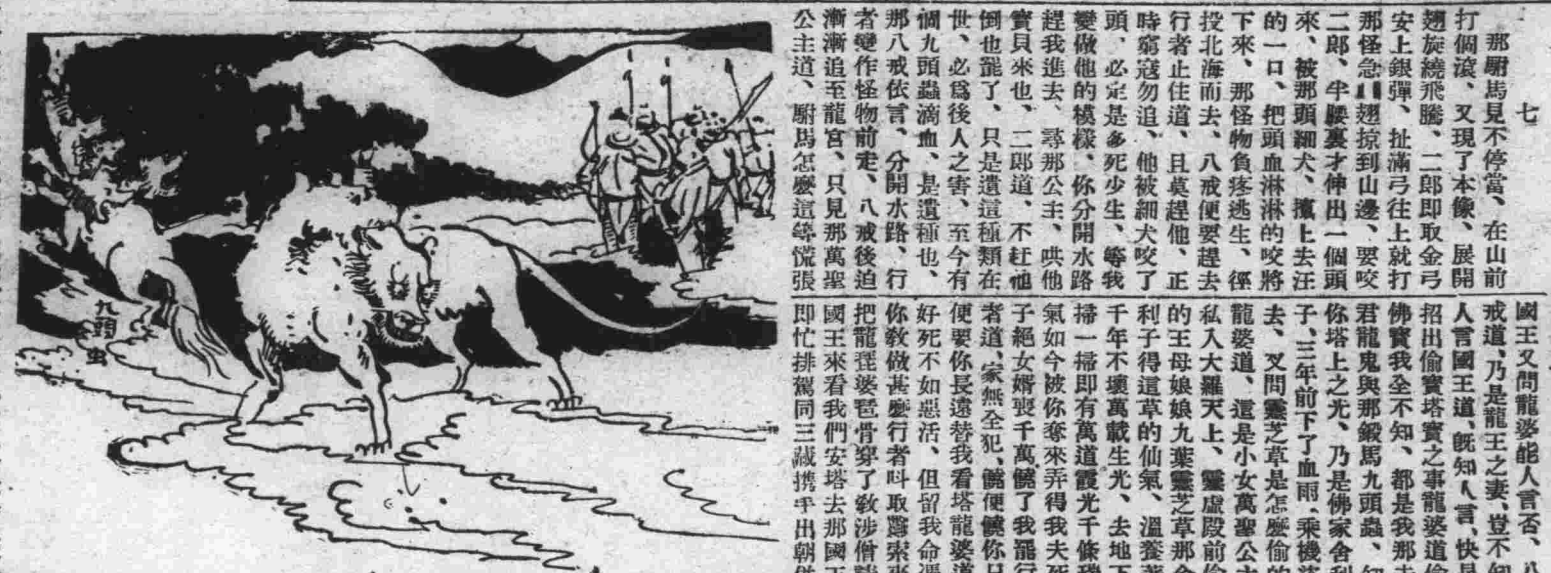 七
那駙馬見不停當、在山前
打個滾、又現了本像、展開
翅旋繞飛騰、二郎即取金弓
安上銀彈、扯滿弓往上就打
那怪急翅掠到山邊、要咬
二郎、半腰裏才伸出一個頭
來、被那頭細犬、攛上去汪
的一口、把頭血淋淋的咬將
下來、那怪物負疼逃生、徑
投北海而去、八戒便要趕去
行者止住道、且莫趕他、正
時窮寇勿追、他被細犬咬了
頭、必定是多死少生、等我
變做他的模樣、你分開水路
趕我進去、尋那公主、哄他
寶貝來也、二郎道、不赶他
倒也罷了、只是遺這種類在
世、必爲後人之害、至今有
個九頭蟲滴血、是遺種也、
那八戒依言、分開水路、行
者變作怪物前走、八戒後追
漸漸追至龍宮、只見那萬聖
公主道、駙馬怎麼這等慌張
國王又問龍婆能人言否、八
戒道、乃是龍王之妻、豈不
人言國王道、既知人言、快
招出偷寶塔寶之事龍婆道
佛寶我全不知、都是我那
君龍鬼與那鍛馬九頭蟲、
你塔上之光、乃是佛家舍利
子、三年前下了血雨、乘機
去、又問靈芝草是怎麼偷的
龍婆道、這是小女萬聖公
私入大羅天上、靈虛殿前偷
的王母娘娘九葉靈芝草那
利子得這草的仙氣、溫養
千年不壞萬載生光、去地下
掃一掃即有萬道霞光千條
氣如今被你奪來弄得我夫死
子絕女婿喪千萬饒了我罷行
者道、家無全犯、饒便饒你
便要你長遠替我看塔龍婆道
好死不如惡活、但留我命
你敎做甚麼行者叫取
把龍婆琵琶骨穿了敎沙僧
國王來看我們安塔去那國王
即忙排駕同三藏携手出朝
九頭虫